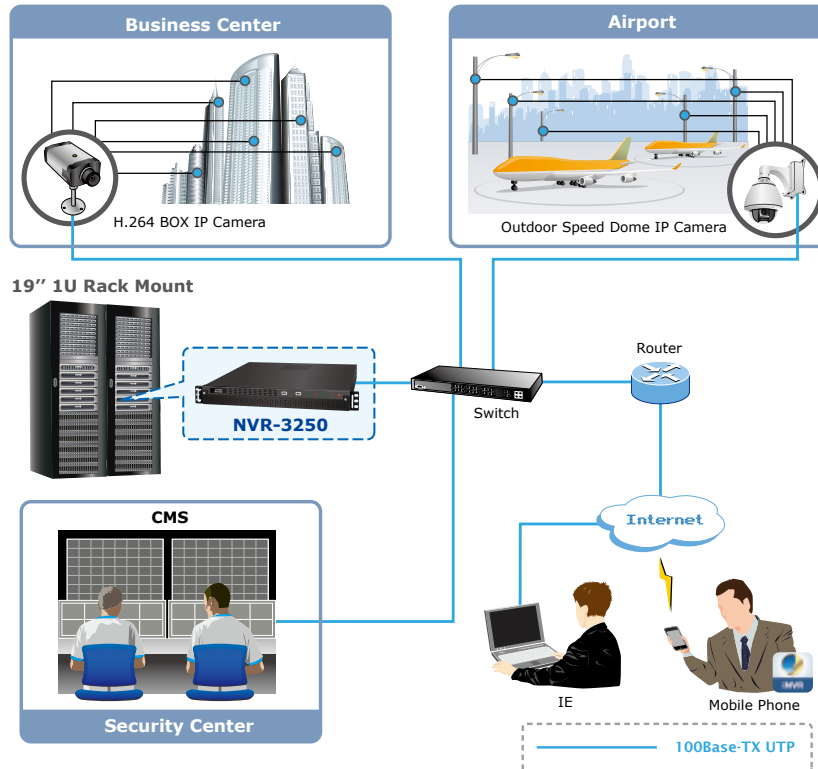 Business Center
Airport
H.264 BOX IP Camera
Outdoor Speed Dome IP Camera
19’’ 1U Rack Mount
NVR-3250
Switch
Router
CMS
Internet
Security Center
IE
iMVR
Mobile Phone
100Base-TX UTP